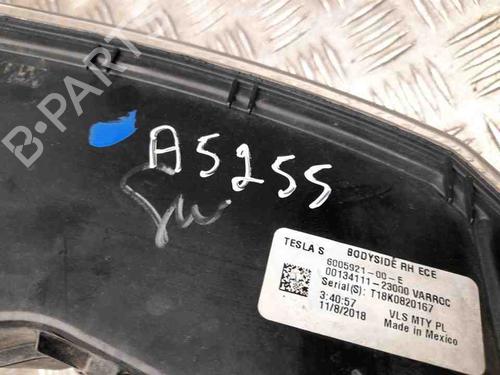 B-PARTS
A5255
TESLA S BODYSIDE RH ECE
6005921-00-E
00134111-23000 VARROC
Serial(S): T18K0820167
3:40:57 VLS MTY PL
11/8/2018 Made in Mexico